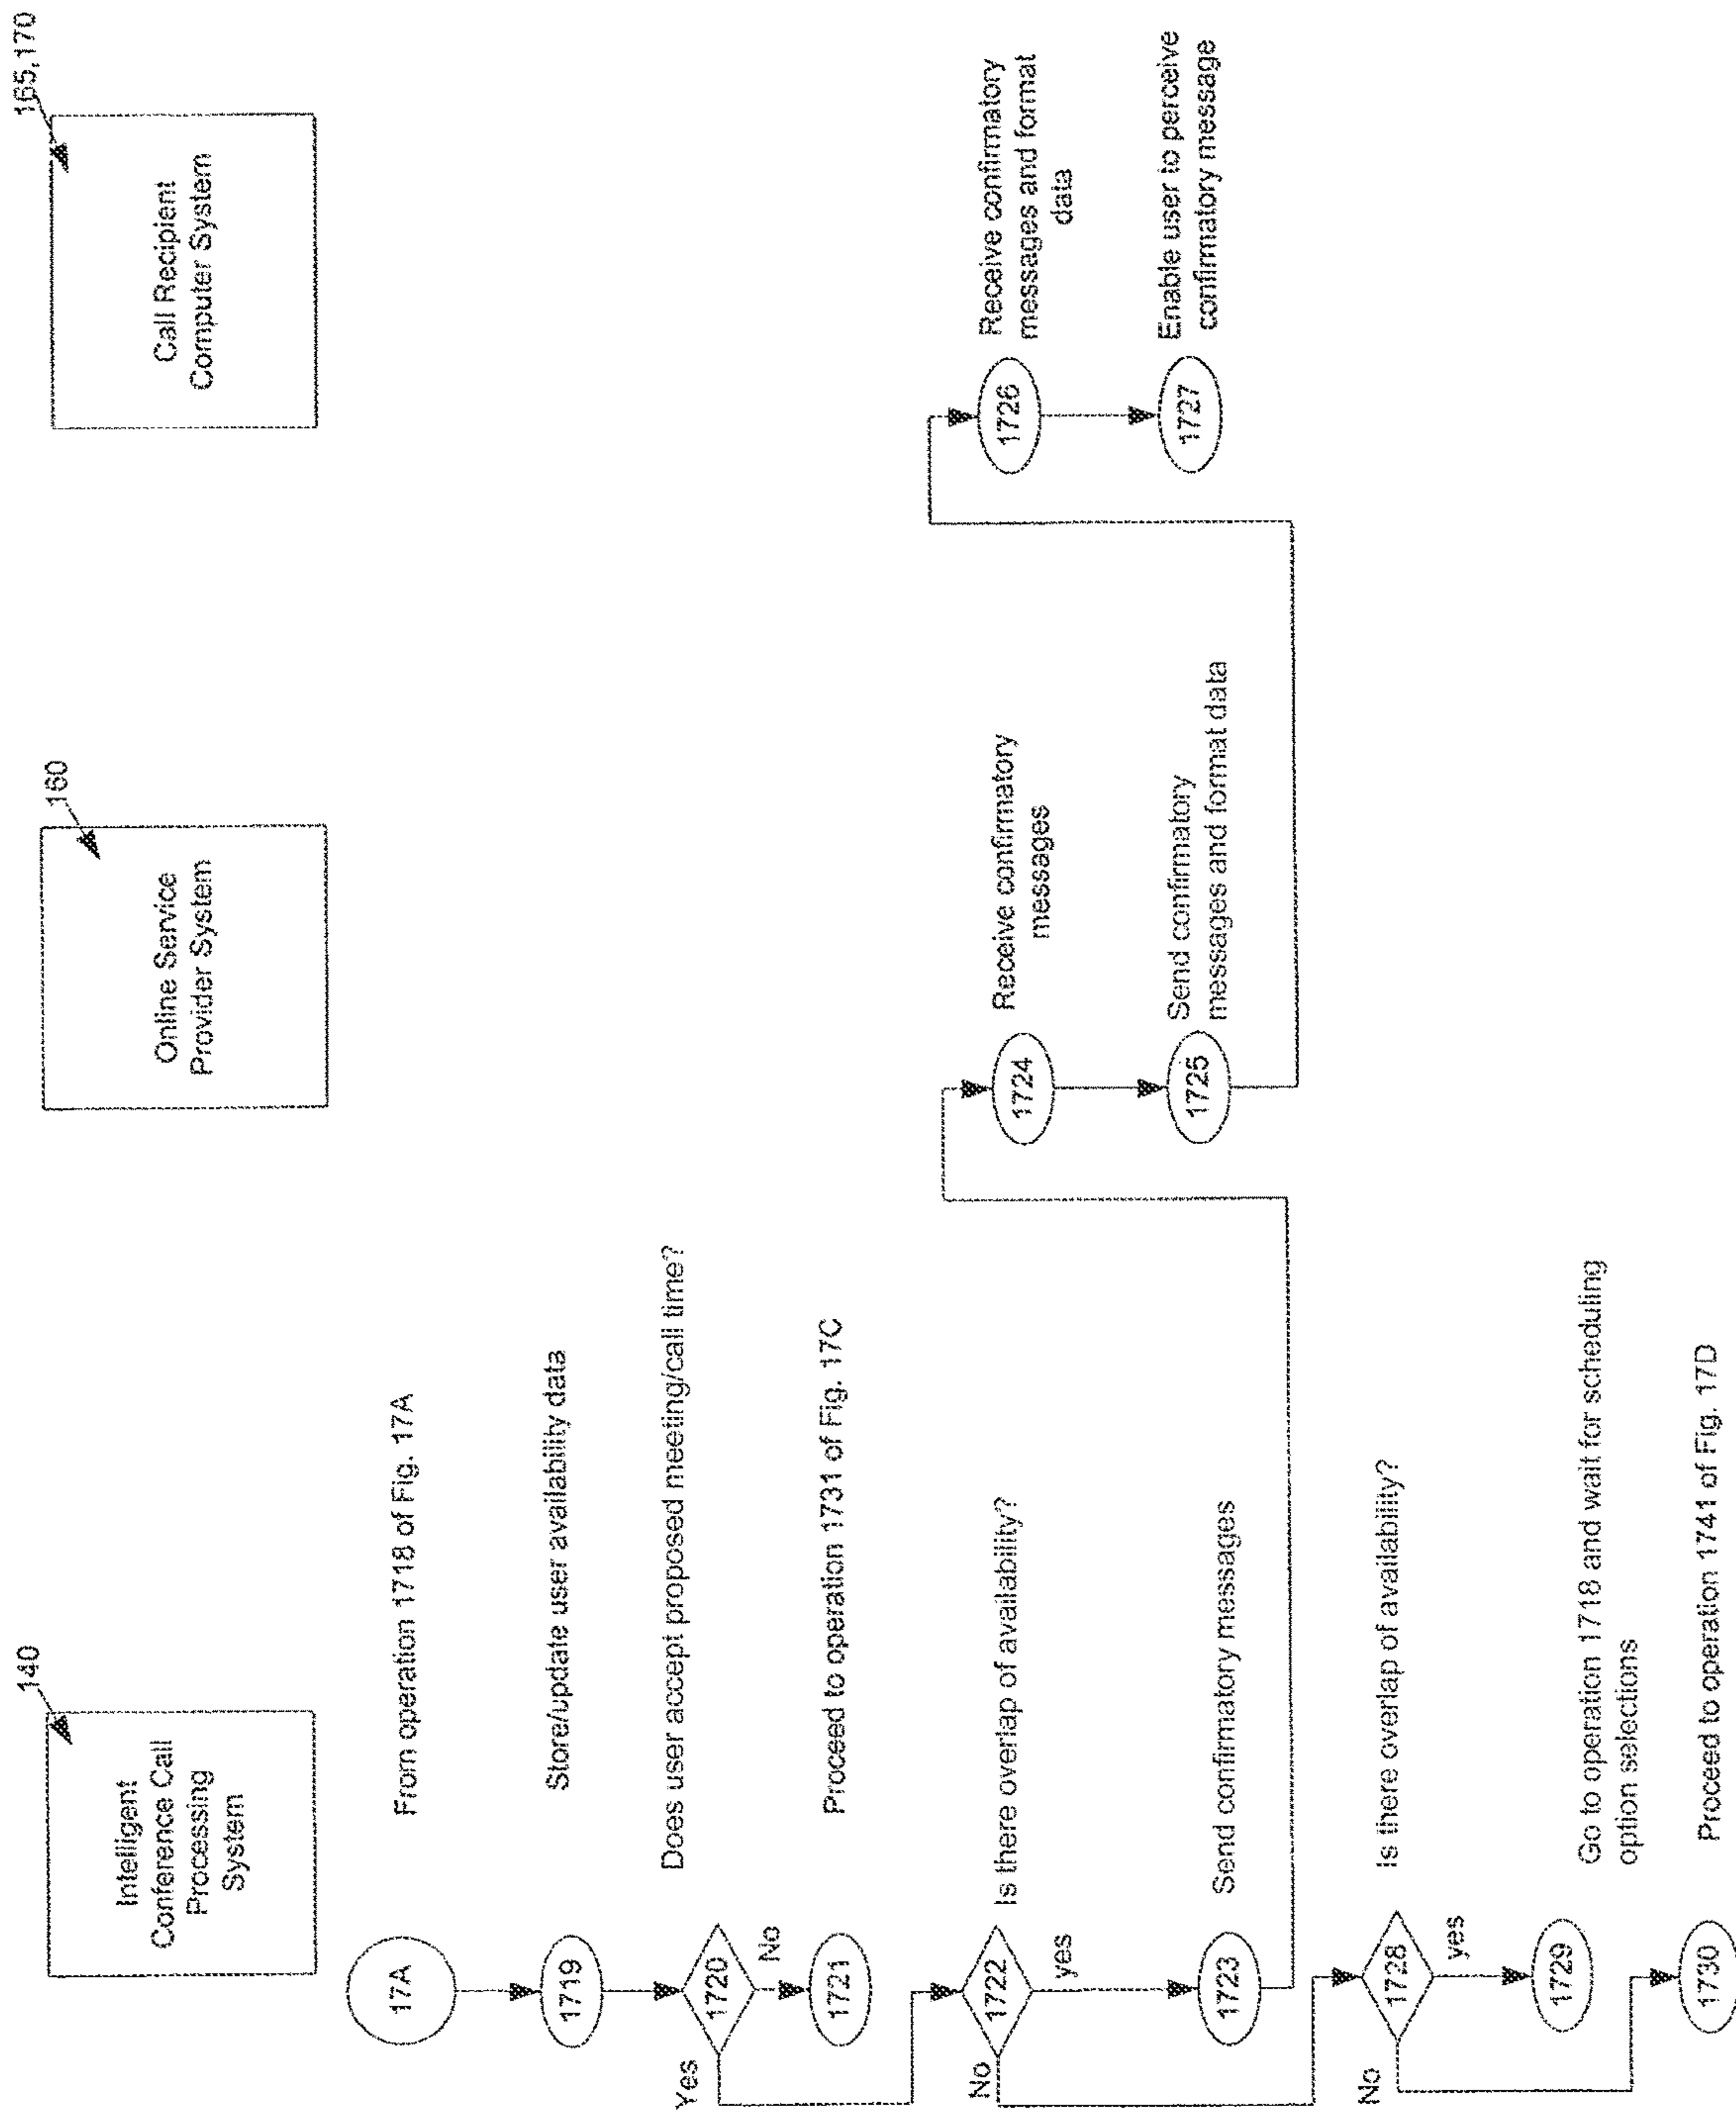 140
Intelligent
Conference Call
Processing
System
160
Online Service
Provider System
165,170
Call Recipient
Computer System
17A
From operation 1718 of Fig. 17A
1719
Store/update user availability data
1720
Does user accept proposed meeting/call time?
Yes
No
1721
Proceed to operation 1731 of Fig. 17C
1722
Is there overlap of availability?
No
yes
1723
Send confirmatory messages
1724
Receive confirmatory
messages
1725
Send confirmatory
messages and format data
1726
Receive confirmatory
messages and format
data
1727
Enable user to perceive
confirmatory message
1728
Is there overlap of availability?
No
yes
1729
Go to operation 1718 and wait for scheduling
option selections
1730
Proceed to operation 1741 of Fig. 17D